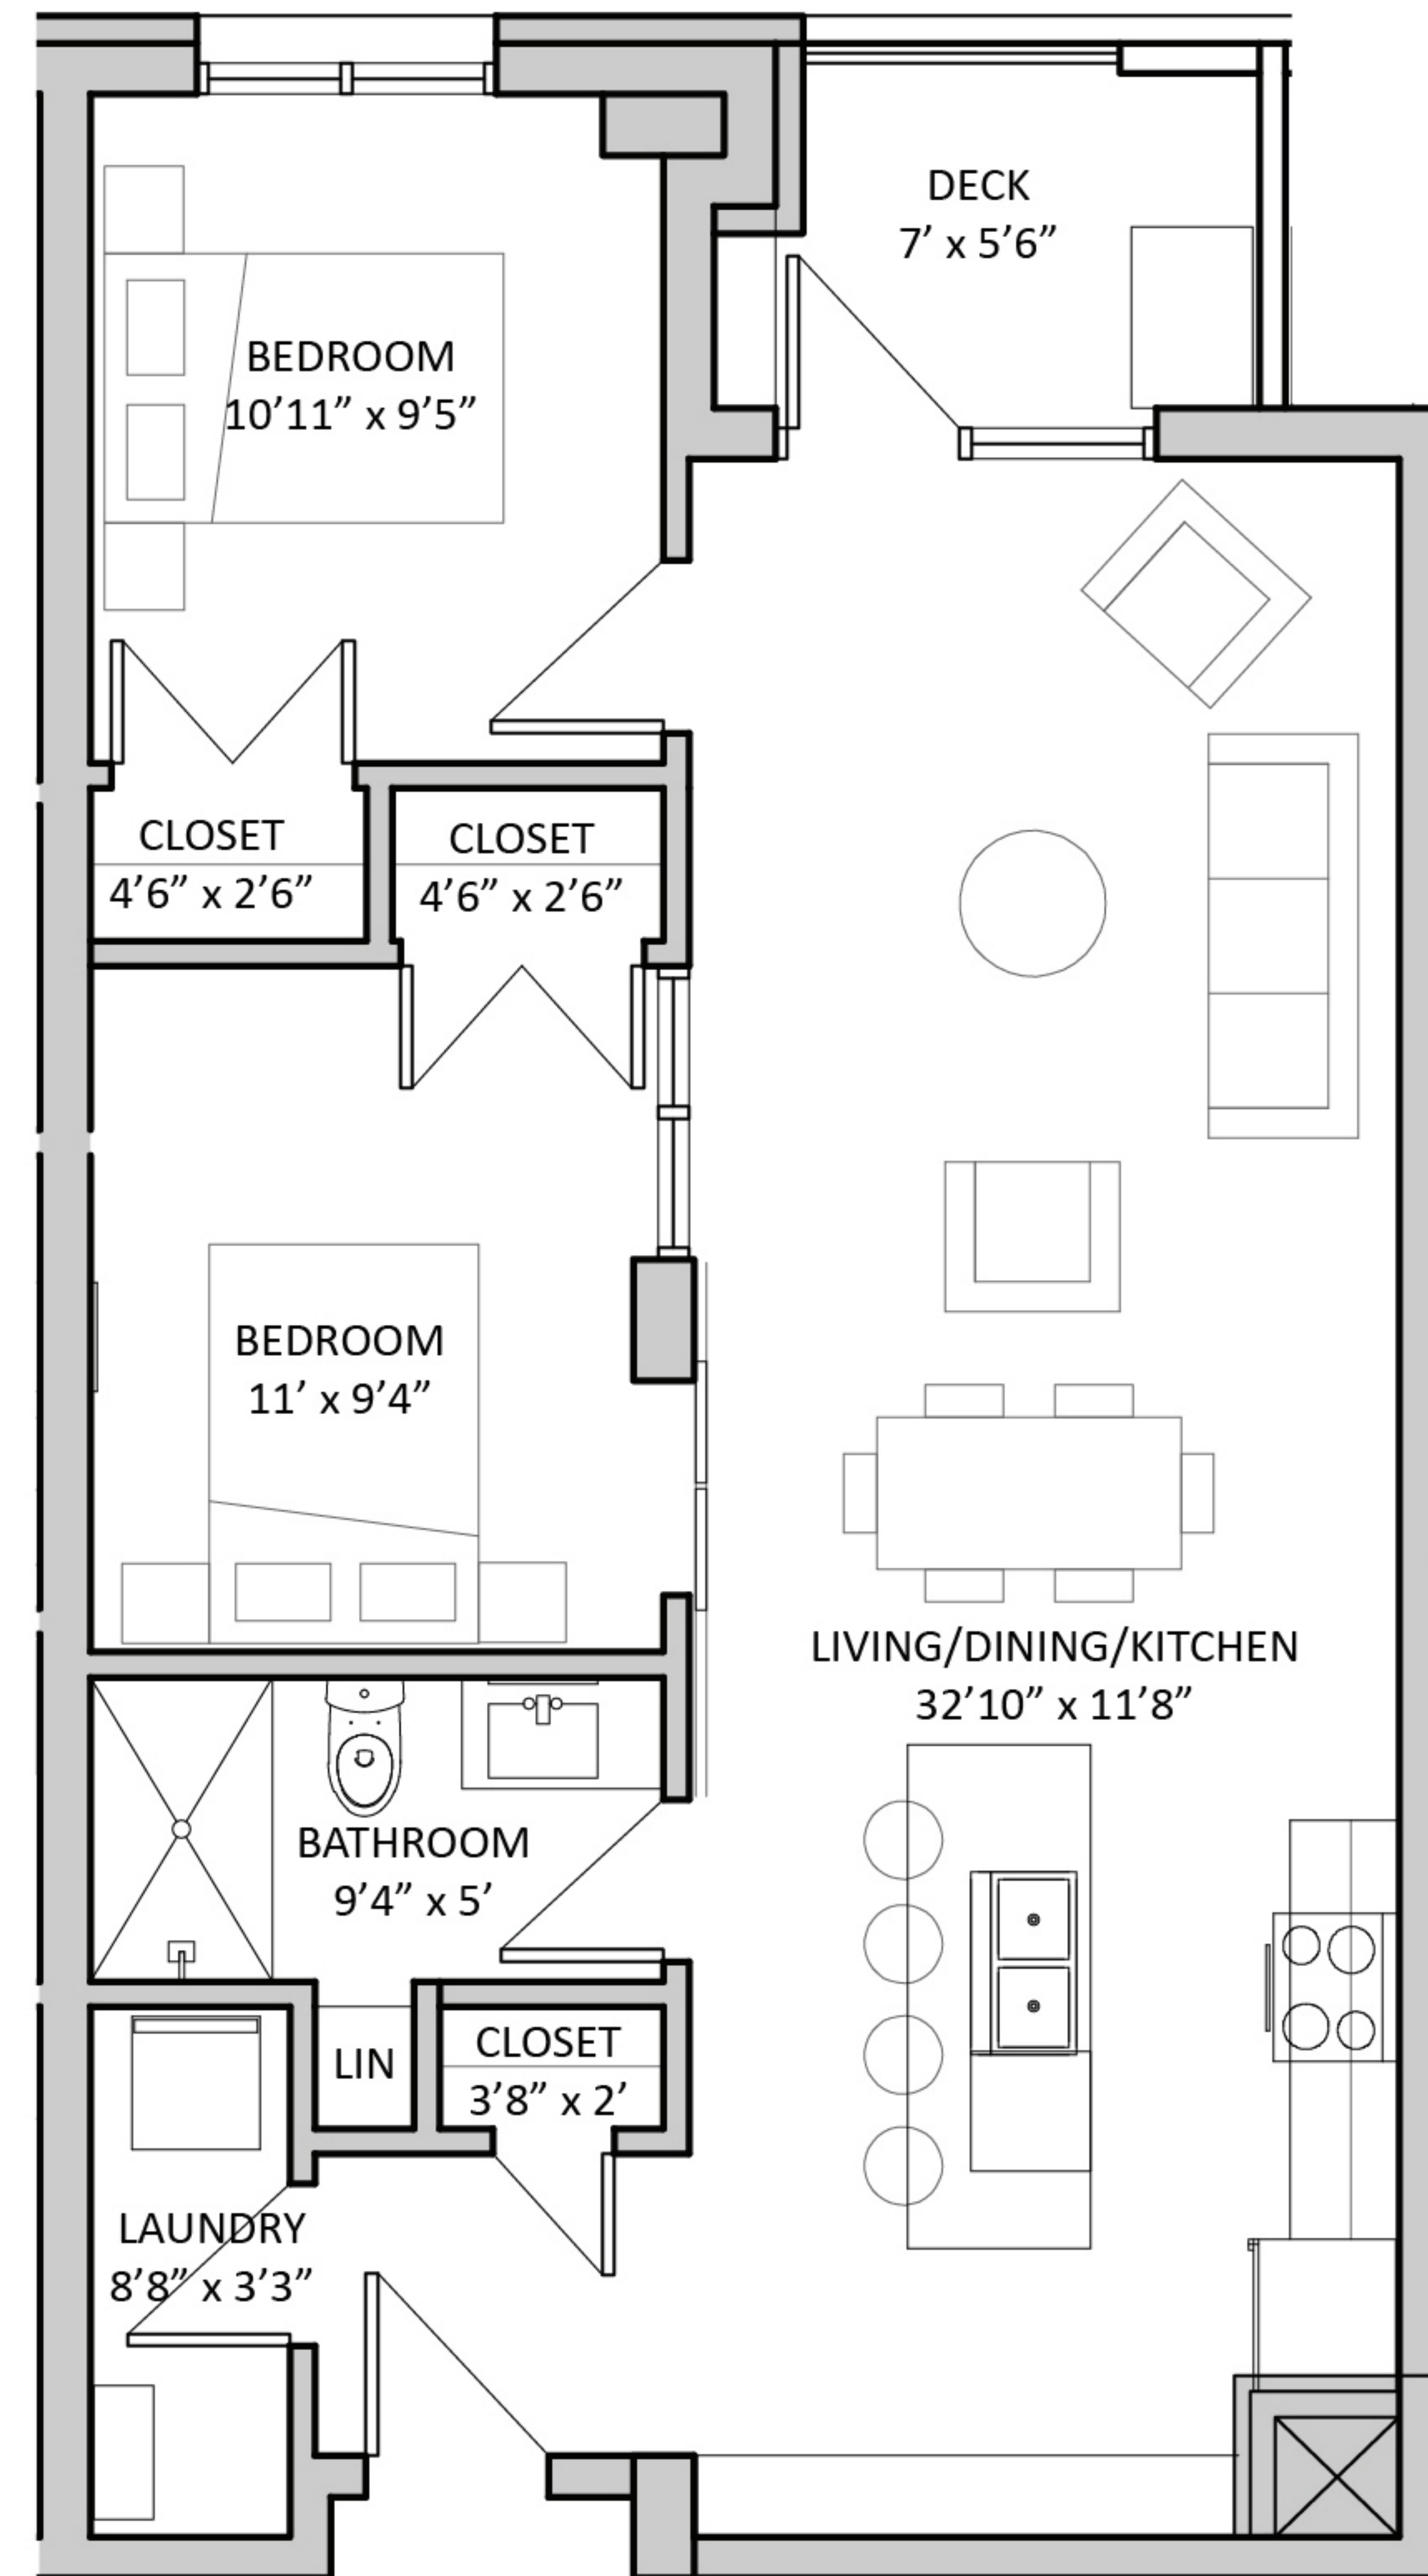 DECK
7’ x 5’6”
BEDROOM
10’11” x 9’5”
CLOSET
4’6” x 2’6”
CLOSET
4’6” x 2’6”
BEDROOM
11’ x 9’4”
LIVING/DINING/KITCHEN
32’10” x 11’8”
BATHROOM
9’4” x 5’
LIN
CLOSET
3’8” x 2’
LAUNDRY
8’8” x 3’3”